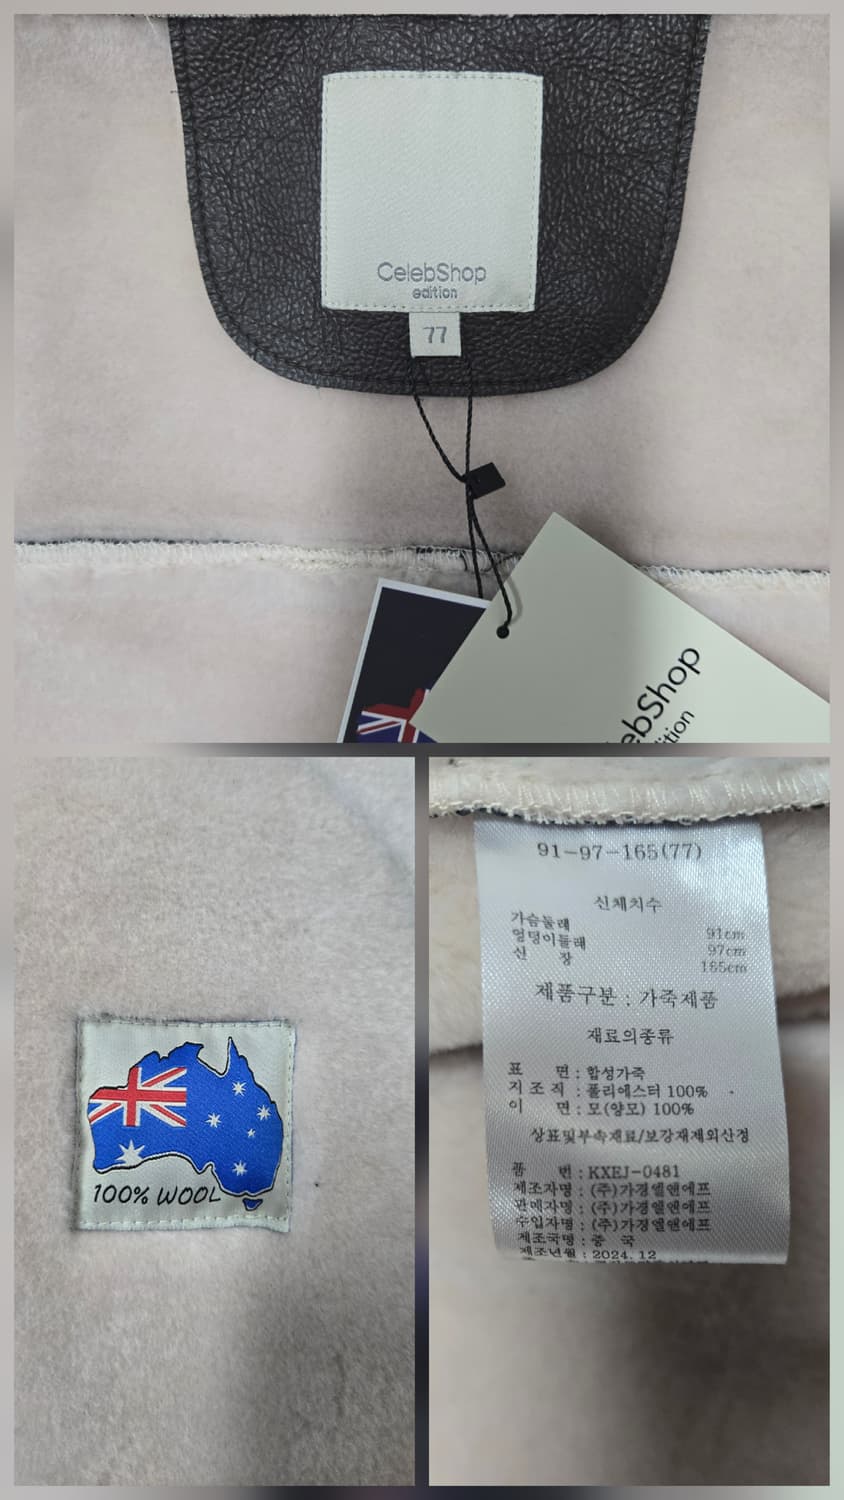 CelebShop
edition
77
ebShop
ition
100% WOOL
91-97-165(77)
신체치수
가슴둘레 91cm
엉덩이둘레 97cm
신 장 165cm
제품구분 : 가죽제품
재료의종류
표 면 : 합성가죽
지 조 직 : 폴리에스터 100%
이 면 : 모(양모) 100%
상표및부속재료/보강재제외산정
품 번 : KXEJ-0481
제조자명 : (주)가경엘앤에프
판매자명 : (주)가경엘앤에프
수입자명 : (주)가경엘앤에프
제조국명 : 중 국
제조년월 : 2024. 12